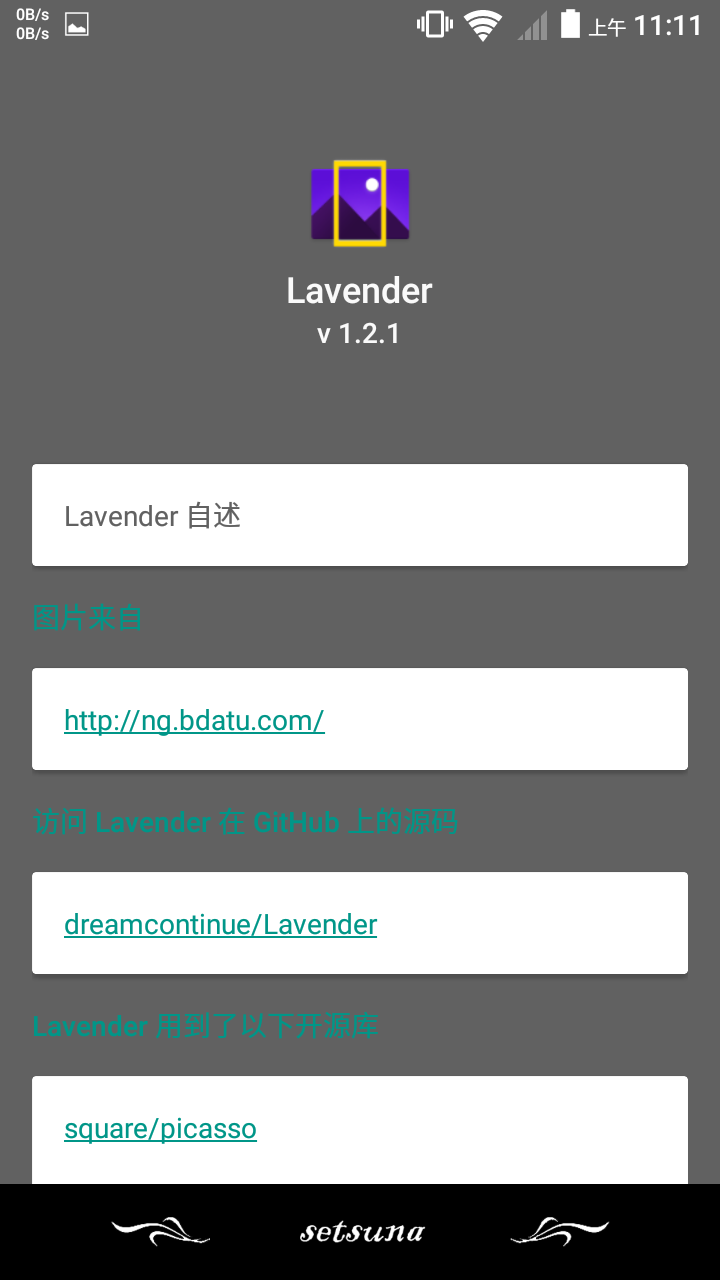 0B/s
0B/s
上午 11:11
Lavender
v 1.2.1
Lavender 自述
图片来自
http://ng.bdatu.com/
访问 Lavender 在 GitHub 上的源码
dreamcontinue/Lavender
Lavender 用到了以下开源库
square/picasso
setsuna